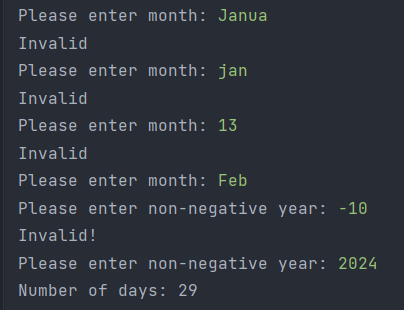 Please enter month: Janua
Invalid
Please enter month: jan
Invalid
Please enter month: 13
Invalid
Please enter month: Feb
Please enter non-negative year: -10
Invalid!
Please enter non-negative year: 2024
Number of days: 29